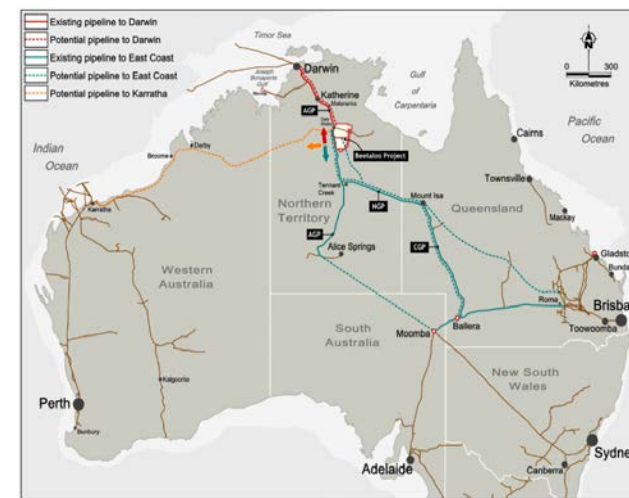 Existing pipeline to Darwin
Potential pipeline to Darwin
Existing pipeline to East Coast
Potential pipeline to East Coast
Potential pipeline to Karratha
Timor Sea
N
0 300
Kilometres
Darwin
Joseph
Bonaparte
Gulf
Katherine
Mataranka
AGP
Gulf
of
Carpentaria
Beetaloo Project
Pacific
Ocean
Cairns
Indian
Ocean
Derby
Broome
Townsville
Karratha
Tennant
Creek
Mount Isa
Mackay
Northern
Territory
NGP
Queensland
AGP
CGP
Alice Springs
Gladsto
Bunda
Western
Australia
Roma
Brisba
Toowoomba
South
Australia
Moomba
Ballera
New South
Wales
Kalgoorlie
Perth
Bunbury
Sydne
Adelaide
Canberra